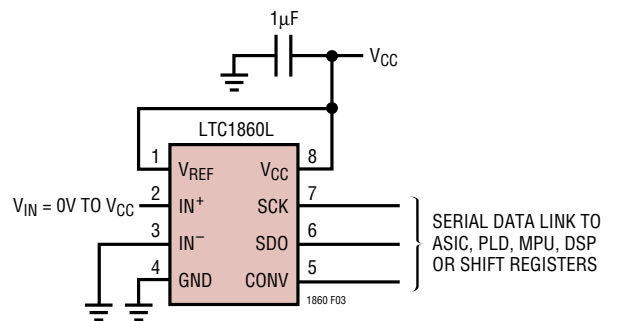 1µF
VCC
LTC1860L
1 VREF VCC 8
VIN = 0V TO VCC 2 IN+ SCK 7
3 IN– SDO 6
4 GND CONV 5
SERIAL DATA LINK TO
ASIC, PLD, MPU, DSP
OR SHIFT REGISTERS
1860 F03